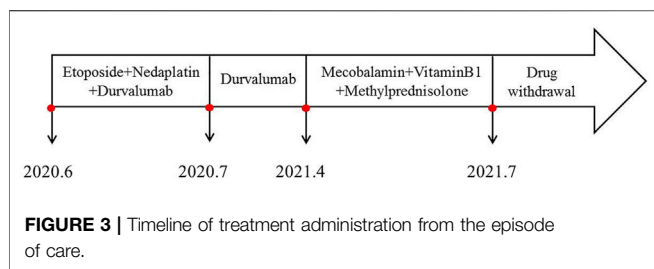 Etoposide+Nedaplatin
+Durvalumab
Durvalumab
Mecobalamin+VitaminB1
+Methylprednisolone
Drug
withdrawal
2020.6
2020.7
2021.4
2021.7
FIGURE 3 | Timeline of treatment administration from the episode
of care.